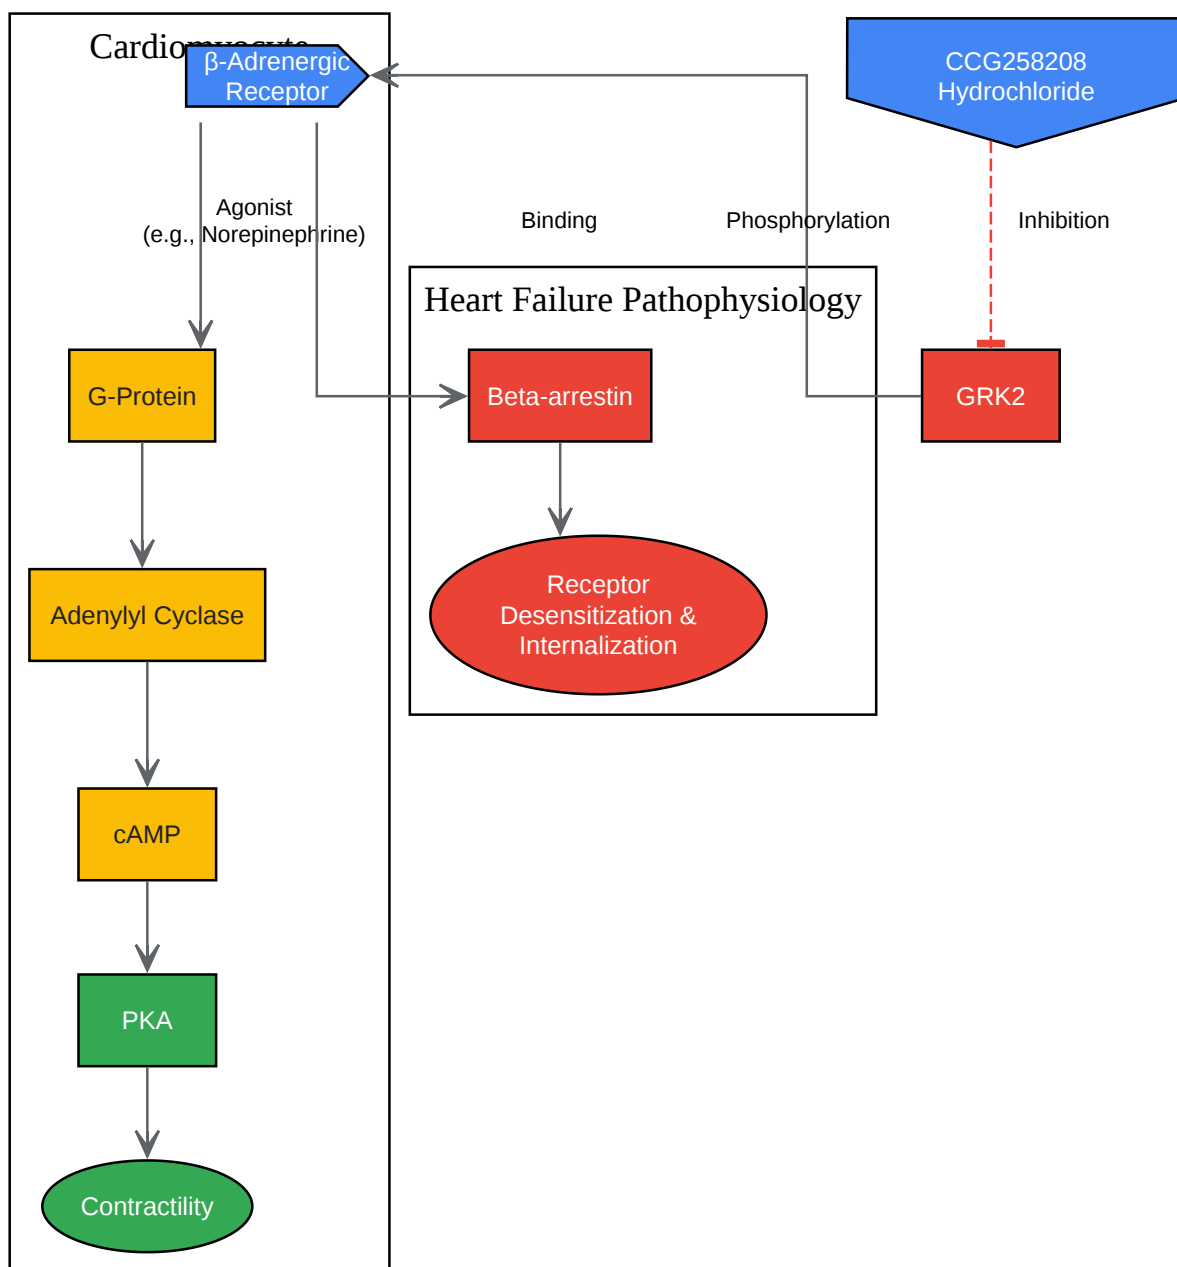 Cardiomyocyte
β-Adrenergic
Receptor
CCG258208
Hydrochloride
Agonist
(e.g., Norepinephrine)
Binding
Phosphorylation
Inhibition
Heart Failure Pathophysiology
G-Protein
Beta-arrestin
GRK2
Adenylyl Cyclase
Receptor
Desensitization &
Internalization
cAMP
PKA
Contractility